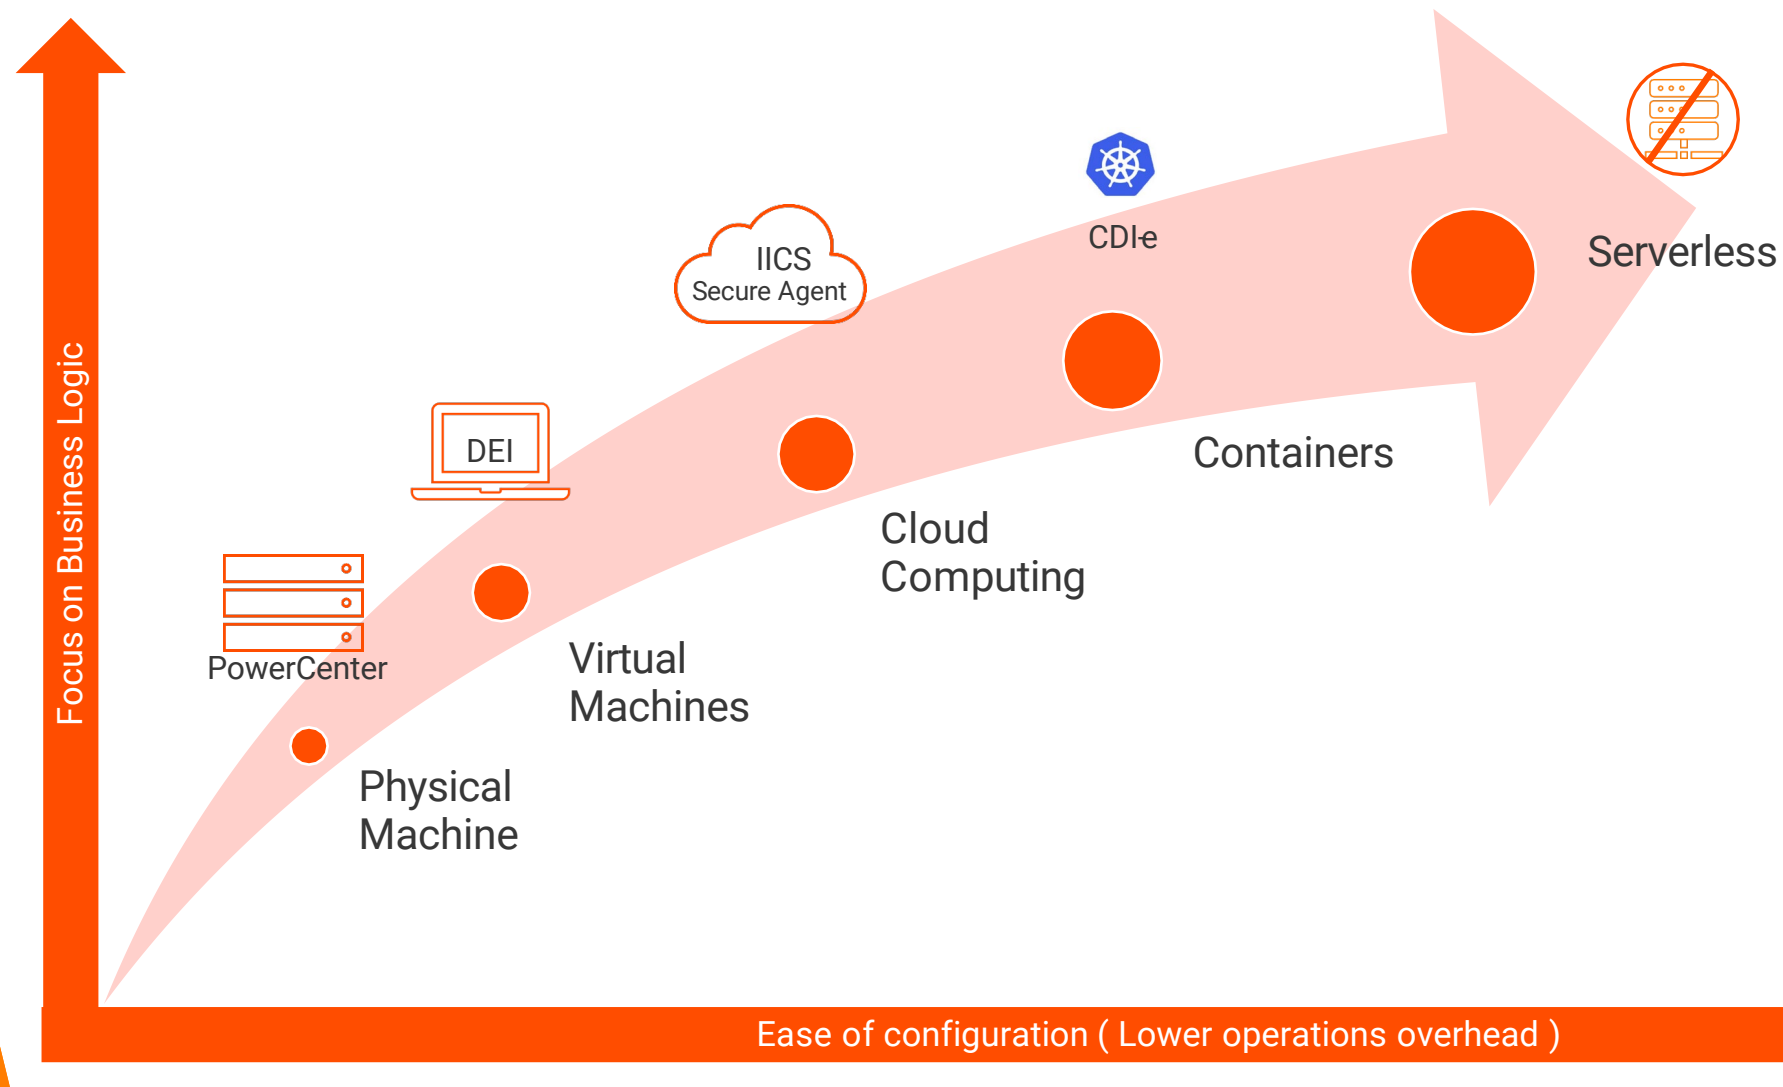 Focus on Business Logic
PowerCenter
Physical
Machine
DEI
Virtual
Machines
IICS
Secure Agent
Cloud
Computing
CDI-e
Containers
Serverless
Ease of configuration ( Lower operations overhead )